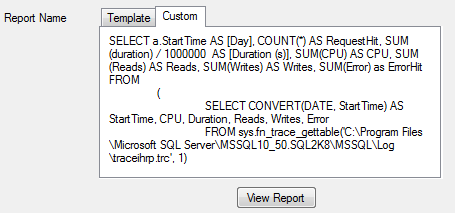 Report Name
Template Custom
SELECT a.StartTime AS [Day], COUNT(*) AS RequestHit, SUM
(duration) / 1000000  AS [Duration (s)], SUM(CPU) AS CPU, SUM
(Reads) AS Reads, SUM(Writes) AS Writes, SUM(Error) as ErrorHit
FROM
(
SELECT CONVERT(DATE, StartTime) AS
StartTime, CPU, Duration, Reads, Writes, Error
FROM sys.fn_trace_gettable('C:\Program Files
\Microsoft SQL Server\MSSQL10_50.SQL2K8\MSSQL\Log
\traceihrp.trc', 1)
View Report